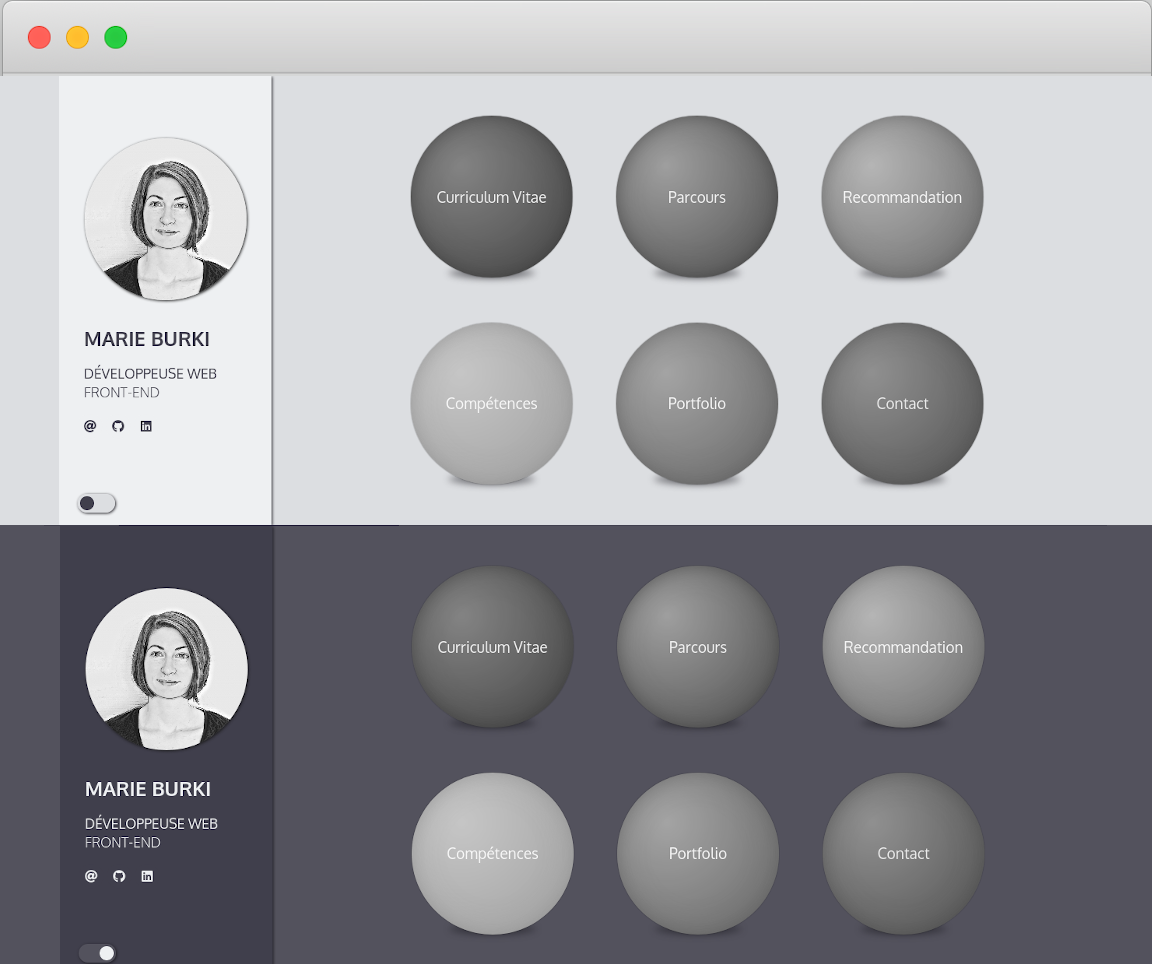 MARIE BURKI
DÉVELOPPEUSE WEB
FRONT-END
Curriculum Vitae
Parcours
Recommandation
Compétences
Portfolio
Contact
MARIE BURKI
DÉVELOPPEUSE WEB
FRONT-END
Curriculum Vitae
Parcours
Recommandation
Compétences
Portfolio
Contact